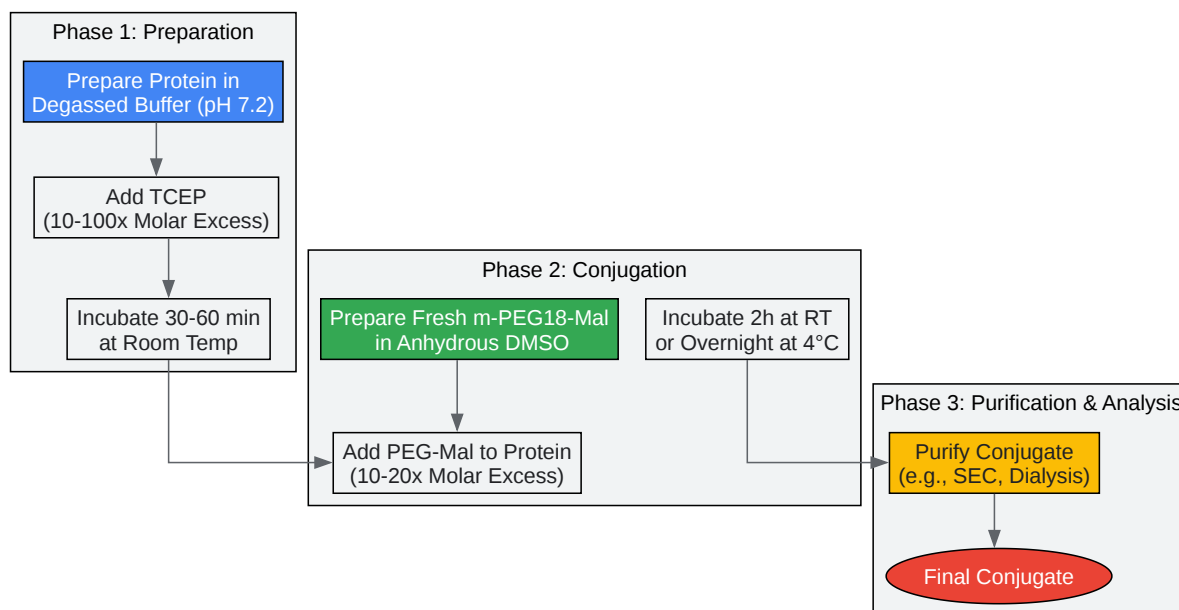 Phase 1: Preparation
Prepare Protein in
Degassed Buffer (pH 7.2)
Add TCEP
(10-100x Molar Excess)
Incubate 30-60 min
at Room Temp
Phase 2: Conjugation
Prepare Fresh m-PEG18-Mal
in Anhydrous DMSO
Incubate 2h at RT
or Overnight at 4°C
Add PEG-Mal to Protein
(10-20x Molar Excess)
Phase 3: Purification & Analysis
Purify Conjugate
(e.g., SEC, Dialysis)
Final Conjugate